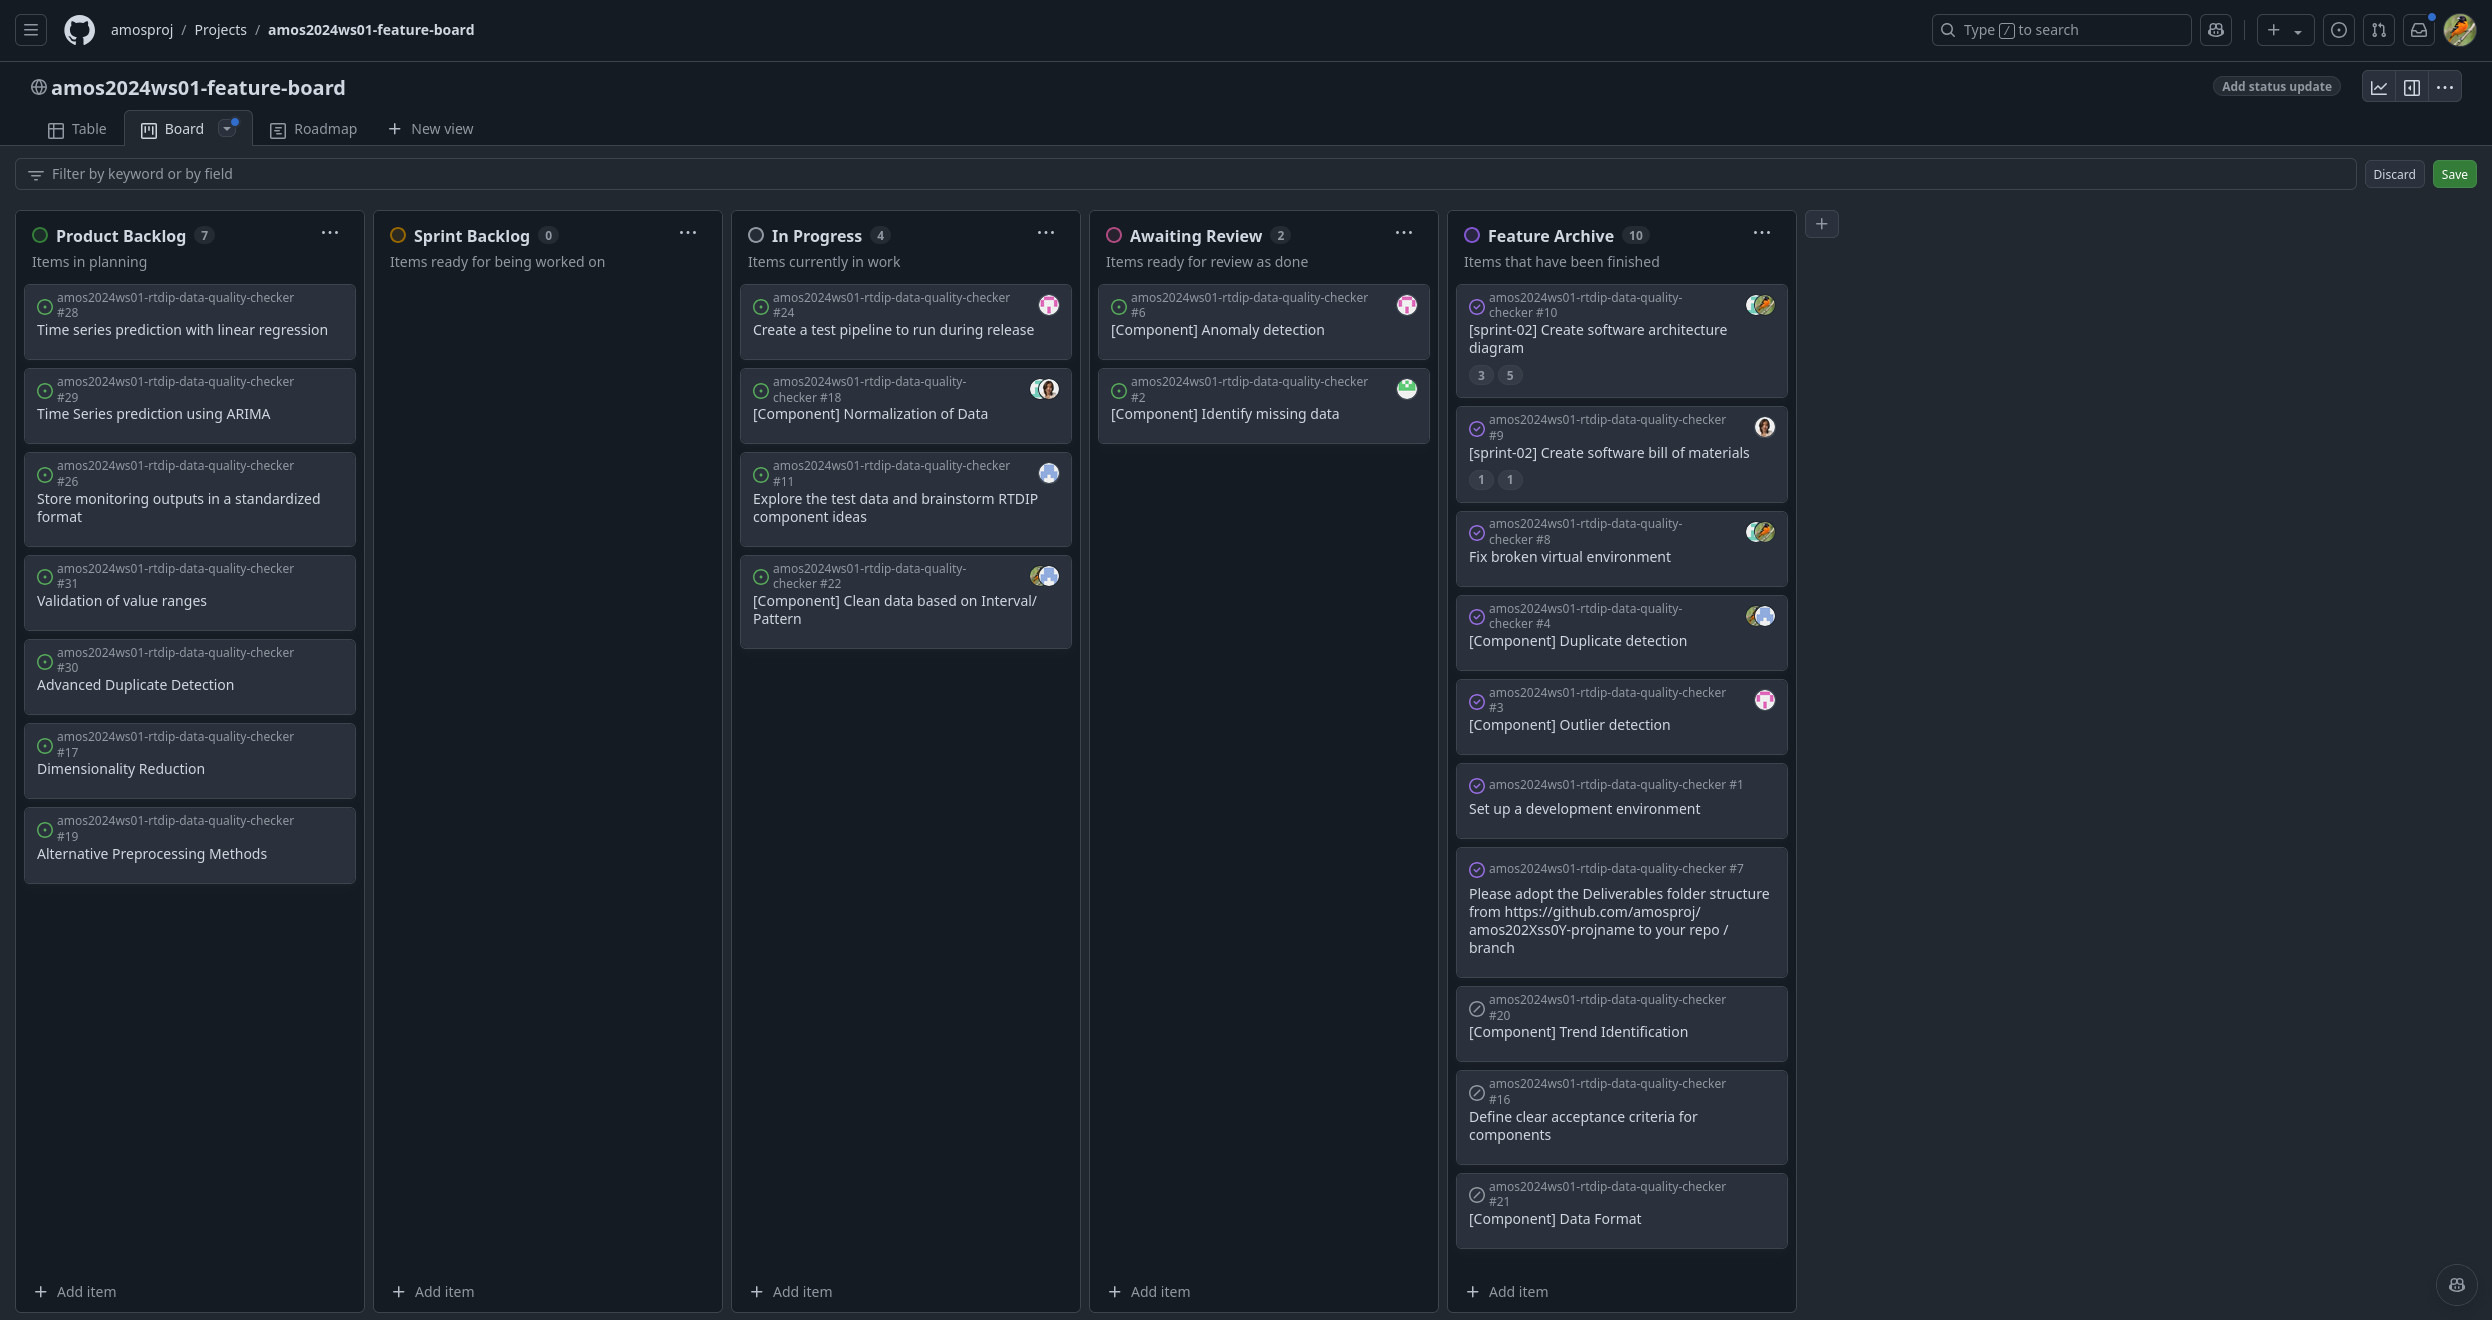 amosproj / Projects / amos2024ws01-feature-board
Type / to search
amos2024ws01-feature-board
Add status update
Table
Board
Roadmap
New view
Filter by keyword or by field
Discard
Save
Product Backlog 7
Items in planning
amos2024ws01-rtdip-data-quality-checker
#28
Time series prediction with linear regression
amos2024ws01-rtdip-data-quality-checker
#29
Time Series prediction using ARIMA
amos2024ws01-rtdip-data-quality-checker
#26
Store monitoring outputs in a standardized
format
amos2024ws01-rtdip-data-quality-checker
#31
Validation of value ranges
amos2024ws01-rtdip-data-quality-checker
#30
Advanced Duplicate Detection
amos2024ws01-rtdip-data-quality-checker
#17
Dimensionality Reduction
amos2024ws01-rtdip-data-quality-checker
#19
Alternative Preprocessing Methods
Add item
Sprint Backlog 0
Items ready for being worked on
Add item
In Progress 4
Items currently in work
amos2024ws01-rtdip-data-quality-checker
#24
Create a test pipeline to run during release
amos2024ws01-rtdip-data-quality-
checker #18
[Component] Normalization of Data
amos2024ws01-rtdip-data-quality-checker
#11
Explore the test data and brainstorm RTDIP
component ideas
amos2024ws01-rtdip-data-quality-
checker #22
[Component] Clean data based on Interval/
Pattern
Add item
Awaiting Review 2
Items ready for review as done
amos2024ws01-rtdip-data-quality-checker
#6
[Component] Anomaly detection
amos2024ws01-rtdip-data-quality-checker
#2
[Component] Identify missing data
Add item
Feature Archive 10
Items that have been finished
amos2024ws01-rtdip-data-quality-
checker #10
[sprint-02] Create software architecture
diagram
3 5
amos2024ws01-rtdip-data-quality-checker
#9
[sprint-02] Create software bill of materials
1 1
amos2024ws01-rtdip-data-quality-
checker #8
Fix broken virtual environment
amos2024ws01-rtdip-data-quality-
checker #4
[Component] Duplicate detection
amos2024ws01-rtdip-data-quality-checker
#3
[Component] Outlier detection
amos2024ws01-rtdip-data-quality-checker #1
Set up a development environment
amos2024ws01-rtdip-data-quality-checker #7
Please adopt the Deliverables folder structure
from https://github.com/amosproj/
amos202Xss0Y-projname to your repo /
branch
amos2024ws01-rtdip-data-quality-checker
#20
[Component] Trend Identification
amos2024ws01-rtdip-data-quality-checker
#16
Define clear acceptance criteria for
components
amos2024ws01-rtdip-data-quality-checker
#21
[Component] Data Format
Add item